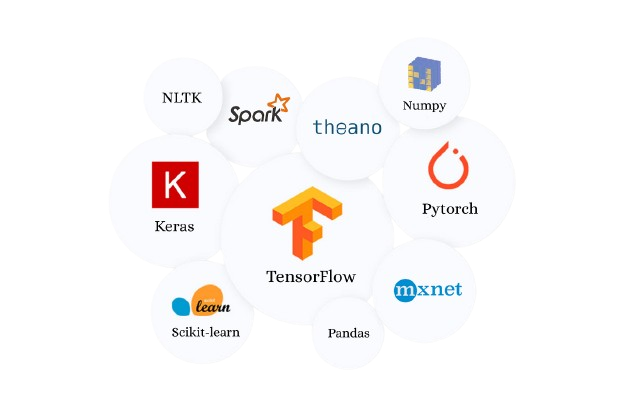 NLTK
Spark
theano
Numpy
K
Keras
Pytorch
TensorFlow
mxnet
learn
Scikit-learn
Pandas